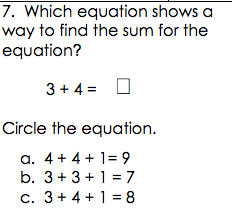 7. Which equation shows a
way to find the sum for the
equation?
3 + 4 = □
Circle the equation.
a. 4 + 4 + 1= 9
b. 3 + 3 + 1 = 7
c. 3 + 4 + 1 = 8